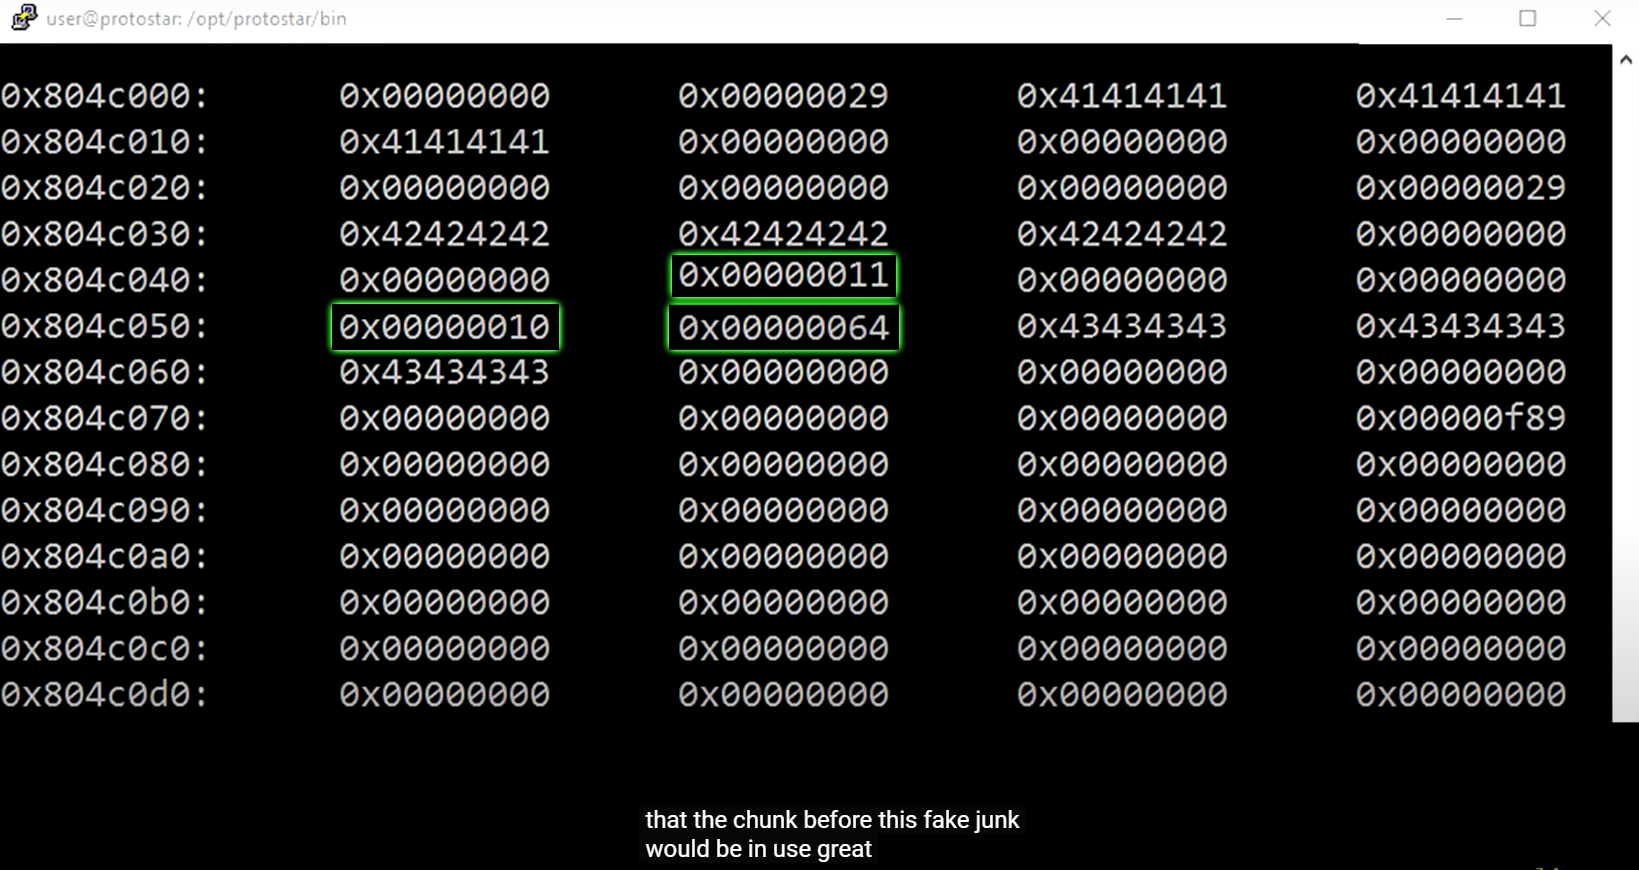 user@protostar: /opt/protostar/bin
0x804c000: 0x00000000 0x00000029 0x41414141 0x41414141
0x804c010: 0x41414141 0x00000000 0x00000000 0x00000000
0x804c020: 0x00000000 0x00000000 0x00000000 0x00000029
0x804c030: 0x42424242 0x42424242 0x42424242 0x00000000
0x804c040: 0x00000000 0x00000011 0x00000000 0x00000000
0x804c050: 0x00000010 0x00000064 0x43434343 0x43434343
0x804c060: 0x43434343 0x00000000 0x00000000 0x00000000
0x804c070: 0x00000000 0x00000000 0x00000000 0x00000f89
0x804c080: 0x00000000 0x00000000 0x00000000 0x00000000
0x804c090: 0x00000000 0x00000000 0x00000000 0x00000000
0x804c0a0: 0x00000000 0x00000000 0x00000000 0x00000000
0x804c0b0: 0x00000000 0x00000000 0x00000000 0x00000000
0x804c0c0: 0x00000000 0x00000000 0x00000000 0x00000000
0x804c0d0: 0x00000000 0x00000000 0x00000000 0x00000000
that the chunk before this fake junk
would be in use great